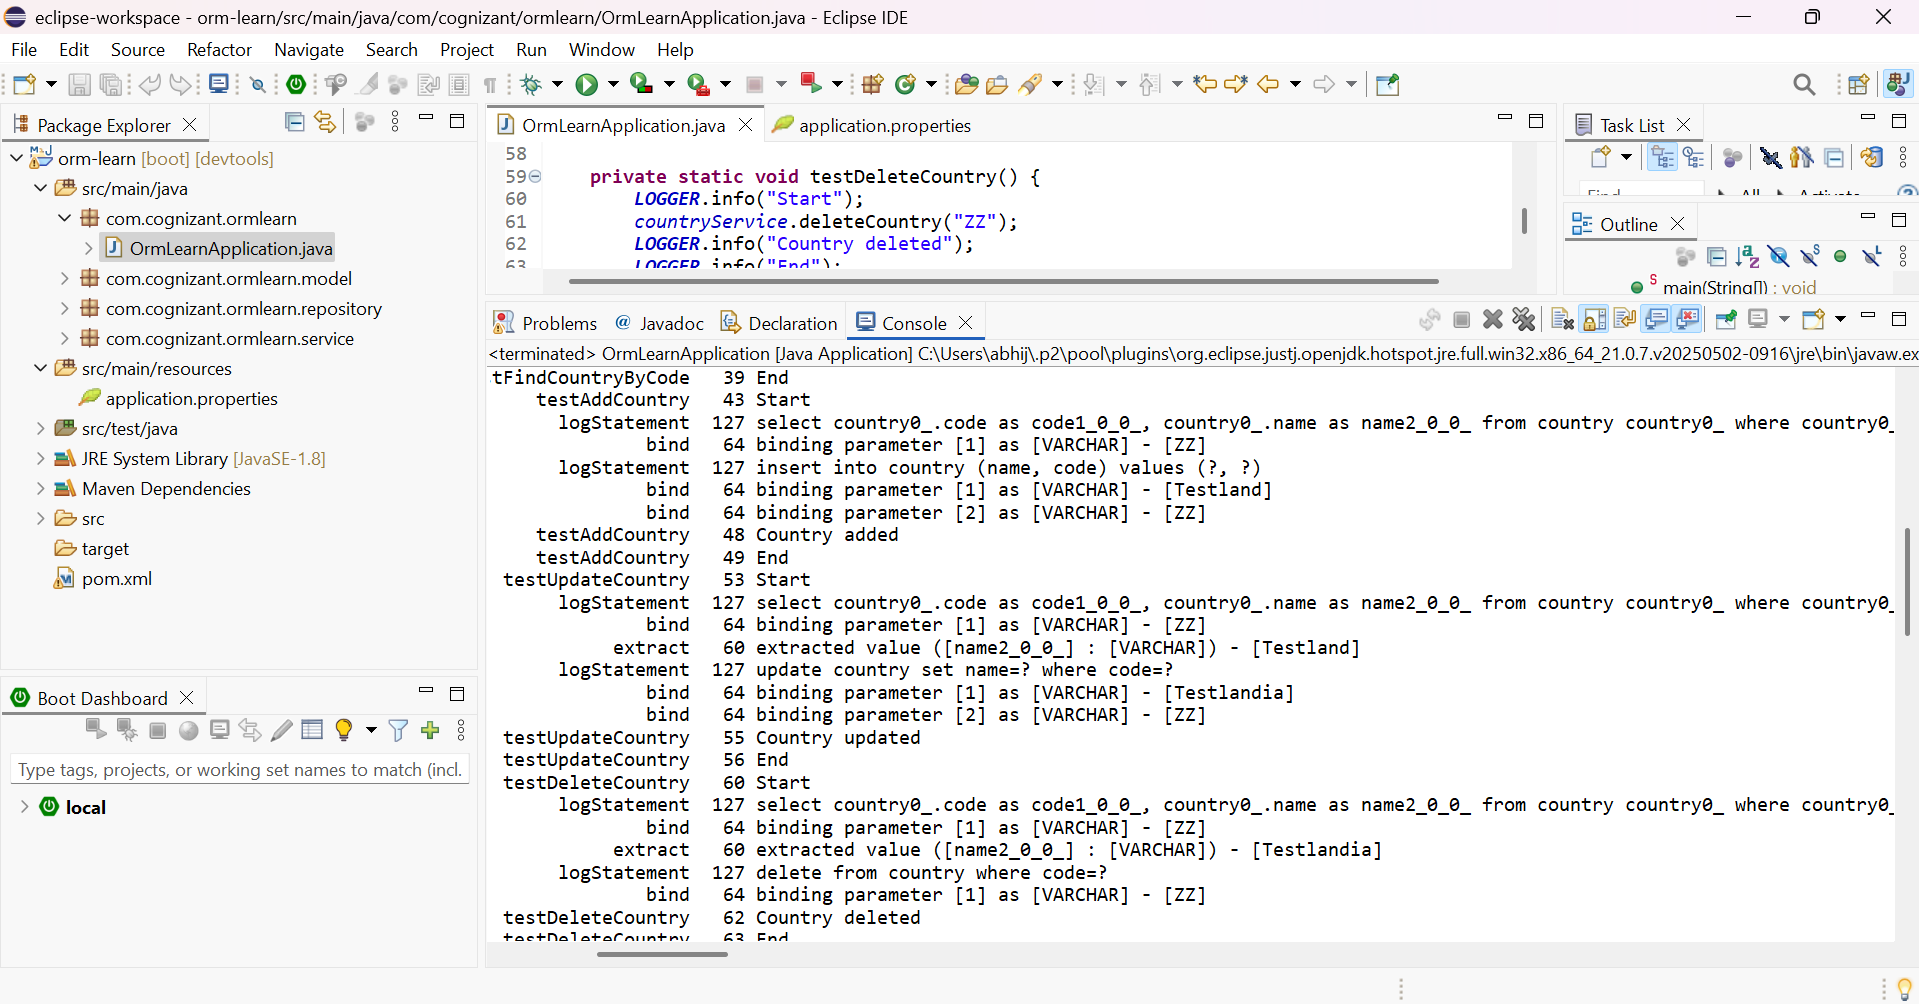 eclipse-workspace - orm-learn/src/main/java/com/cognizant/ormlearn/OrmLearnApplication.java - Eclipse IDE
File Edit Source Refactor Navigate Search Project Run Window Help
Package Explorer
orm-learn [boot] [devtools]
src/main/java
com.cognizant.ormlearn
OrmLearnApplication.java
com.cognizant.ormlearn.model
com.cognizant.ormlearn.repository
com.cognizant.ormlearn.service
src/main/resources
application.properties
src/test/java
JRE System Library [JavaSE-1.8]
Maven Dependencies
src
target
pom.xml
Boot Dashboard
Type tags, projects, or working set names to match (incl.
local
OrmLearnApplication.java application.properties
58
59 private static void testDeleteCountry() {
60 LOGGER.info("Start");
61 countryService.deleteCountry("ZZ");
62 LOGGER.info("Country deleted");
63 LOGGER.info("End");
Problems @ Javadoc Declaration Console
<terminated> OrmLearnApplication [Java Application] C:\Users\abhij\.p2\pool\plugins\org.eclipse.justj.openjdk.hotspot.jre.full.win32.x86_64_21.0.7.v20250502-0916\jre\bin\javaw.ex
tFindCountryByCode 39 End
testAddCountry 43 Start
logStatement 127 select country0_.code as code1_0_0_, country0_.name as name2_0_0_ from country country0_ where country0_
bind 64 binding parameter [1] as [VARCHAR] - [ZZ]
logStatement 127 insert into country (name, code) values (?, ?)
bind 64 binding parameter [1] as [VARCHAR] - [Testland]
bind 64 binding parameter [2] as [VARCHAR] - [ZZ]
testAddCountry 48 Country added
testAddCountry 49 End
testUpdateCountry 53 Start
logStatement 127 select country0_.code as code1_0_0_, country0_.name as name2_0_0_ from country country0_ where country0_
bind 64 binding parameter [1] as [VARCHAR] - [ZZ]
extract 60 extracted value ([name2_0_0_] : [VARCHAR]) - [Testland]
logStatement 127 update country set name=? where code=?
bind 64 binding parameter [1] as [VARCHAR] - [Testlandia]
bind 64 binding parameter [2] as [VARCHAR] - [ZZ]
testUpdateCountry 55 Country updated
testUpdateCountry 56 End
testDeleteCountry 60 Start
logStatement 127 select country0_.code as code1_0_0_, country0_.name as name2_0_0_ from country country0_ where country0_
bind 64 binding parameter [1] as [VARCHAR] - [ZZ]
extract 60 extracted value ([name2_0_0_] : [VARCHAR]) - [Testlandia]
logStatement 127 delete from country where code=?
bind 64 binding parameter [1] as [VARCHAR] - [ZZ]
testDeleteCountry 62 Country deleted
testDeleteCountry 63 End
Task List
Find All Activate...
Outline
main(String[]) : void